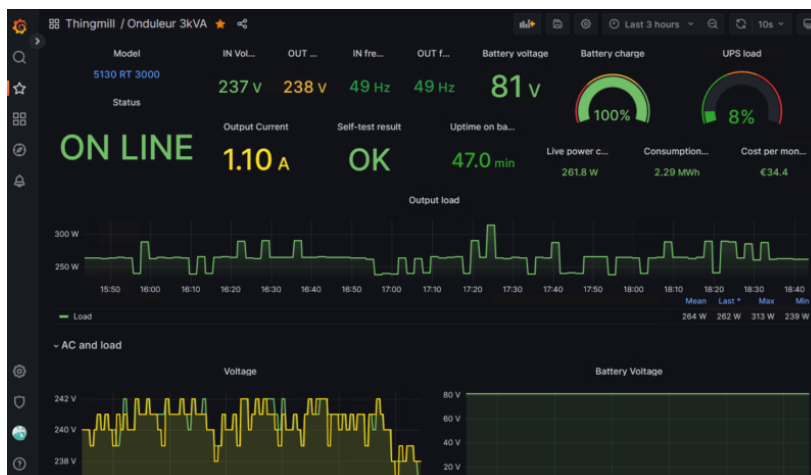 Thingmill / Onduleur 3kVA
Last 3 hours
10s
Model
5130 RT 3000
Status
ON LINE
IN Vol...
237 V
OUT ...
238 V
IN fre...
49 Hz
OUT f...
49 Hz
Battery voltage
81 V
Battery charge
100%
UPS load
8%
Output Current
1.10 A
Self-test result
OK
Uptime on ba...
47.0 min
Live power c...
261.8 W
Consumption...
2.29 MWh
Cost per mon...
€34.4
Output load
300 W
250 W
15:50 16:00 16:10 16:20 16:30 16:40 16:50 17:00 17:10 17:20 17:30 17:40 17:50 18:00 18:10 18:20 18:30 18:40
Mean Last * Max Min
Load 264 W 262 W 313 W 239 W
AC and load
Voltage
242 V
240 V
238 V
Battery Voltage
80 V
60 V
40 V
20 V